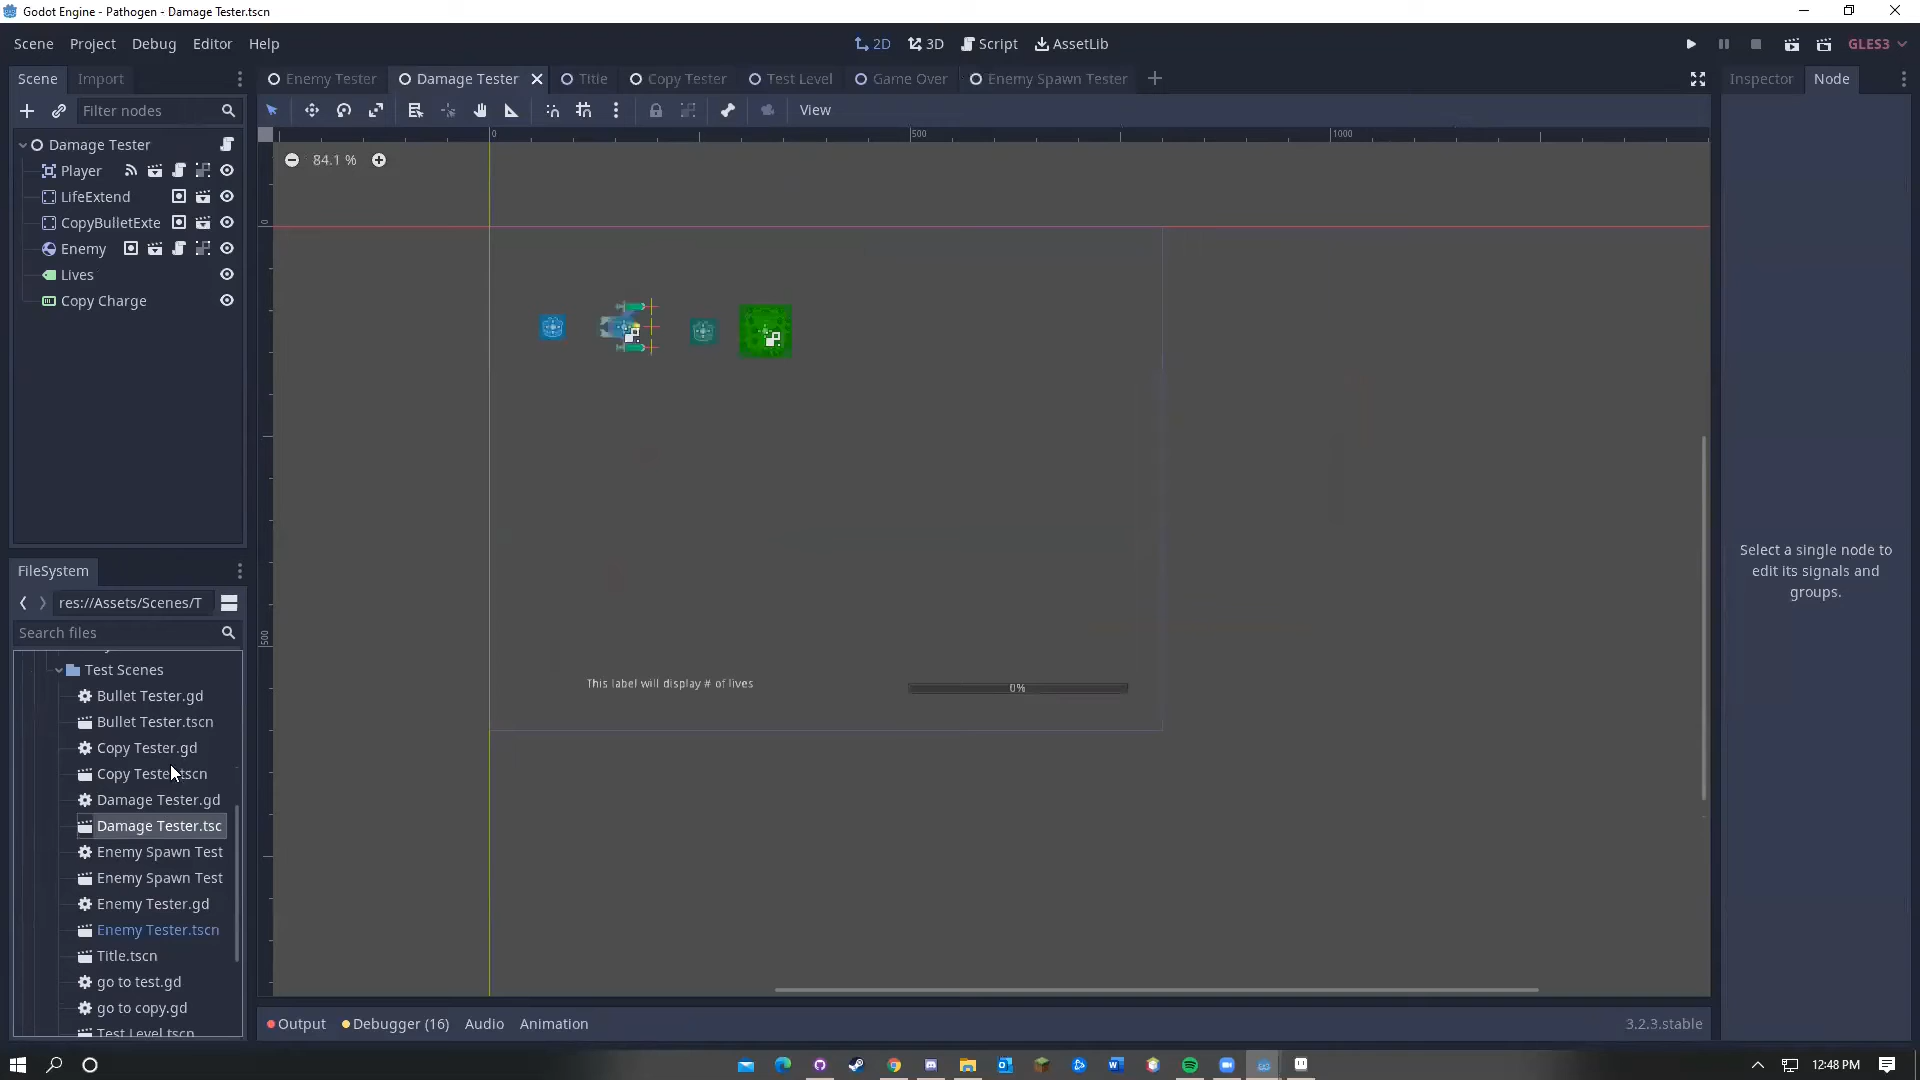 Godot Engine - Pathogen - Damage Tester.tscn
Scene Project Debug Editor Help
2D 3D Script AssetLib
GLES3
Scene Import
Enemy Tester Damage Tester Title Copy Tester Test Level Game Over Enemy Spawn Tester
Inspector Node
Filter nodes
View
Damage Tester
Player
LifeExtend
CopyBulletExte
Enemy
Lives
Copy Charge
0 500 1000
84.1 %
0
500
This label will display # of lives
0%
Select a single node to
edit its signals and
groups.
FileSystem
res://Assets/Scenes/T
Search files
Test Scenes
Bullet Tester.gd
Bullet Tester.tscn
Copy Tester.gd
Copy Tester.tscn
Damage Tester.gd
Damage Tester.tsc
Enemy Spawn Test
Enemy Spawn Test
Enemy Tester.gd
Enemy Tester.tscn
Title.tscn
go to test.gd
go to copy.gd
Test Level.tscn
Output Debugger (16) Audio Animation
3.2.3.stable
12:48 PM